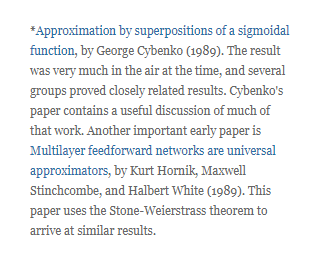 *Approximation by superpositions of a sigmoidal
function, by George Cybenko (1989). The result
was very much in the air at the time, and several
groups proved closely related results. Cybenko's
paper contains a useful discussion of much of
that work. Another important early paper is
Multilayer feedforward networks are universal
approximators, by Kurt Hornik, Maxwell
Stinchcombe, and Halbert White (1989). This
paper uses the Stone-Weierstrass theorem to
arrive at similar results.